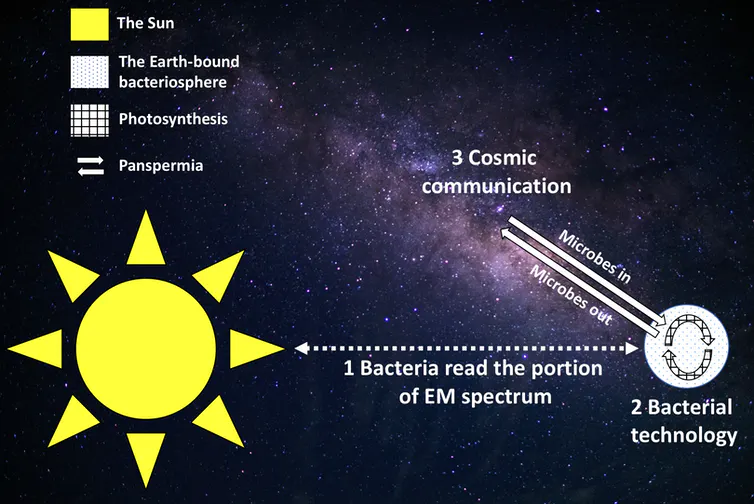 The Sun
The Earth-bound
bacteriosphere
Photosynthesis
Panspermia
3 Cosmic
communication
Microbes in
Microbes out
1 Bacteria read the portion
of EM spectrum
2 Bacterial
technology